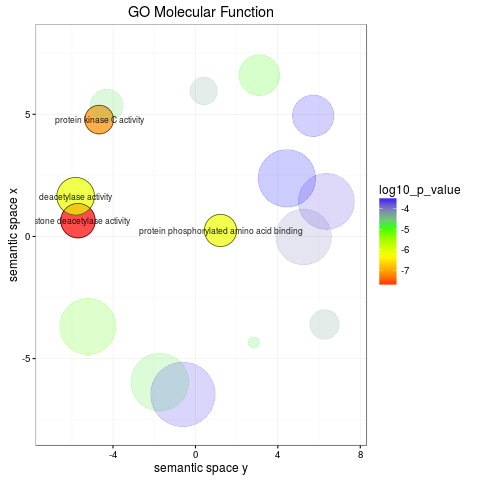 GO Molecular Function
protein kinase C activity
deacetylase activity
stone deacetylase activity
protein phosphorylated amino acid binding
5
0
-5
-4
0
4
8
semantic space x
semantic space y
log10_p_value
-4
-5
-6
-7